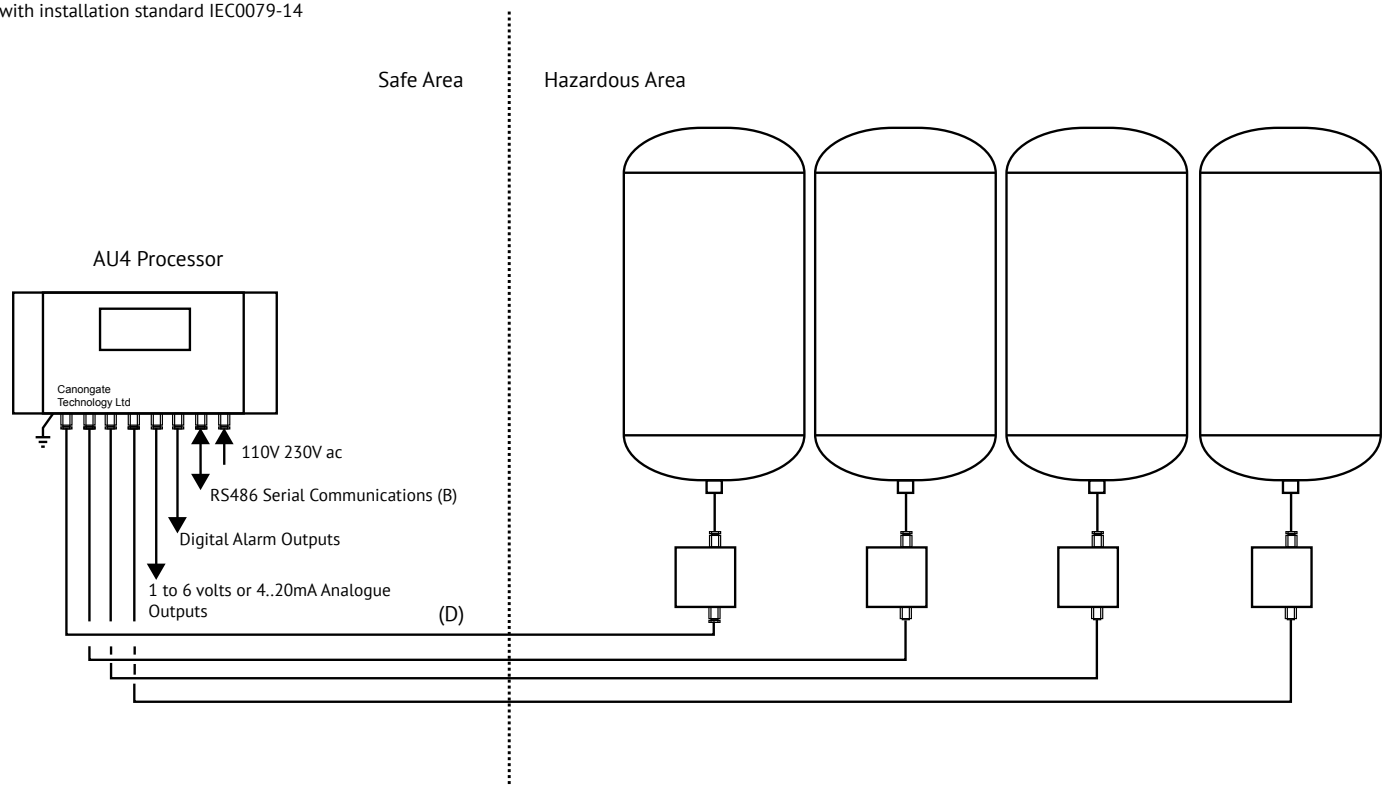 with installation standard IEC0079-14
Safe Area
Hazardous Area
AU4 Processor
Canongate
Technology Ltd
110V 230V ac
RS486 Serial Communications (B)
Digital Alarm Outputs
1 to 6 volts or 4..20mA Analogue
Outputs
(D)